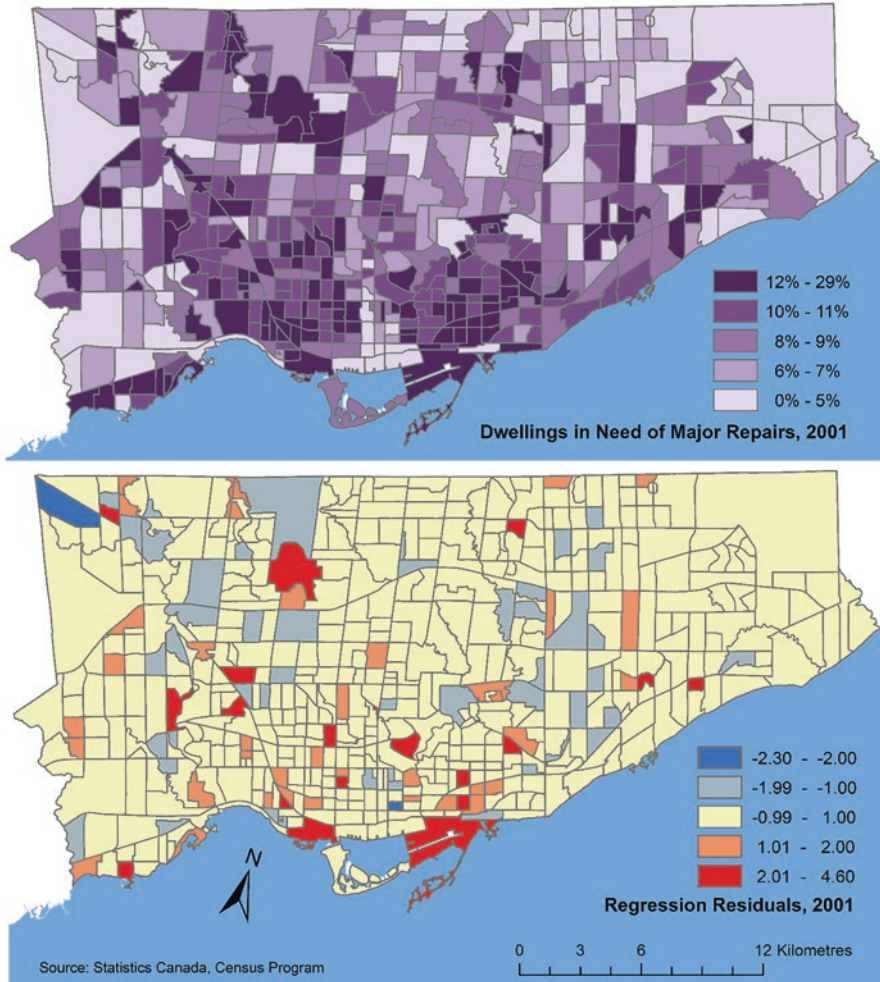 12% - 29%
10% - 11%
8% - 9%
6% - 7%
0% - 5%
Dwellings in Need of Major Repairs, 2001
-2.30 - -2.00
-1.99 - -1.00
-0.99 - 1.00
1.01 - 2.00
2.01 - 4.60
N
Regression Residuals, 2001
0 3 6 12 Kilometres
Source: Statistics Canada, Census Program